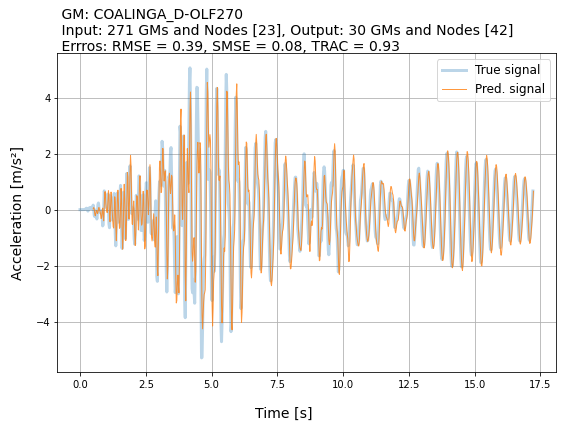 GM: COALINGA_D-OLF270
Input: 271 GMs and Nodes [23], Output: 30 GMs and Nodes [42]
Errros: RMSE = 0.39, SMSE = 0.08, TRAC = 0.93
True signal
Pred. signal
Acceleration [m/s²]
4
2
0
−2
−4
0.0 2.5 5.0 7.5 10.0 12.5 15.0 17.5
Time [s]